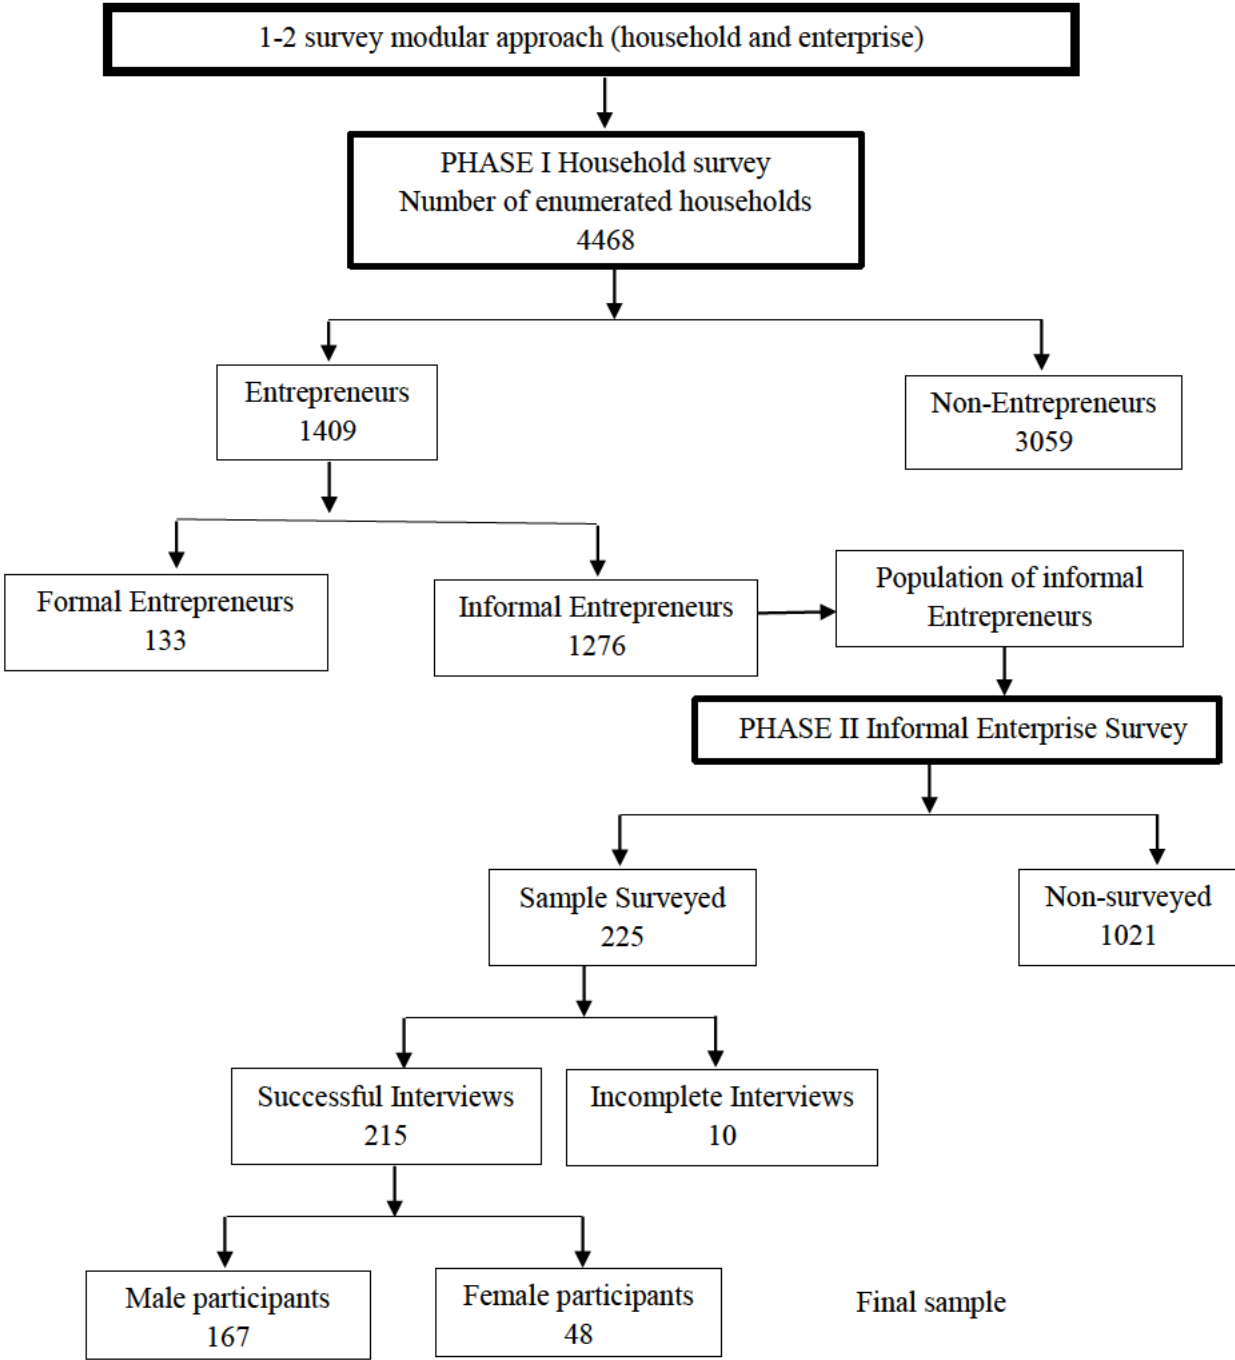 1-2 survey modular approach (household and enterprise)
PHASE I Household survey
Number of enumerated households
4468
Entrepreneurs
1409
Non-Entrepreneurs
3059
Formal Entrepreneurs
133
Informal Entrepreneurs
1276
Population of informal
Entrepreneurs
PHASE II Informal Enterprise Survey
Sample Surveyed
225
Non-surveyed
1021
Successful Interviews
215
Incomplete Interviews
10
Male participants
167
Female participants
48
Final sample